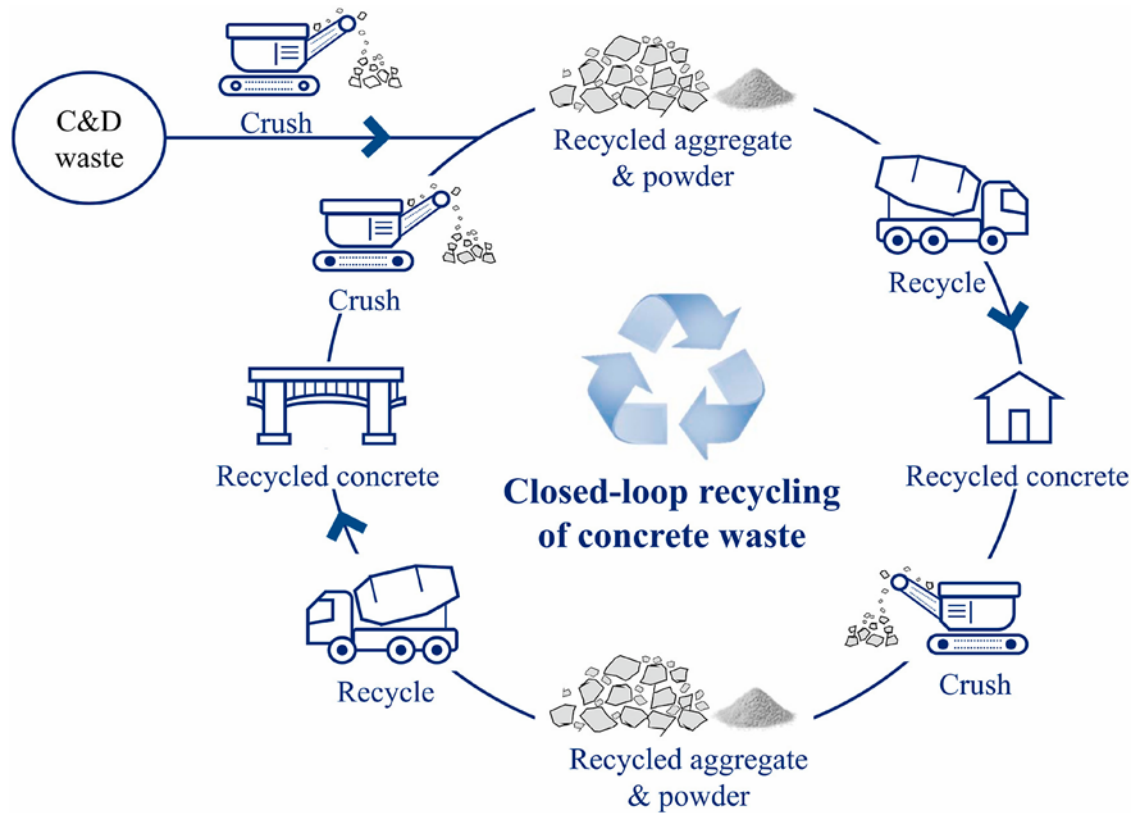 C&D
waste
Crush
Recycled aggregate
& powder
Recycle
Crush
Recycled concrete
Recycled concrete
Closed-loop recycling
of concrete waste
Recycle
Crush
Recycled aggregate
& powder